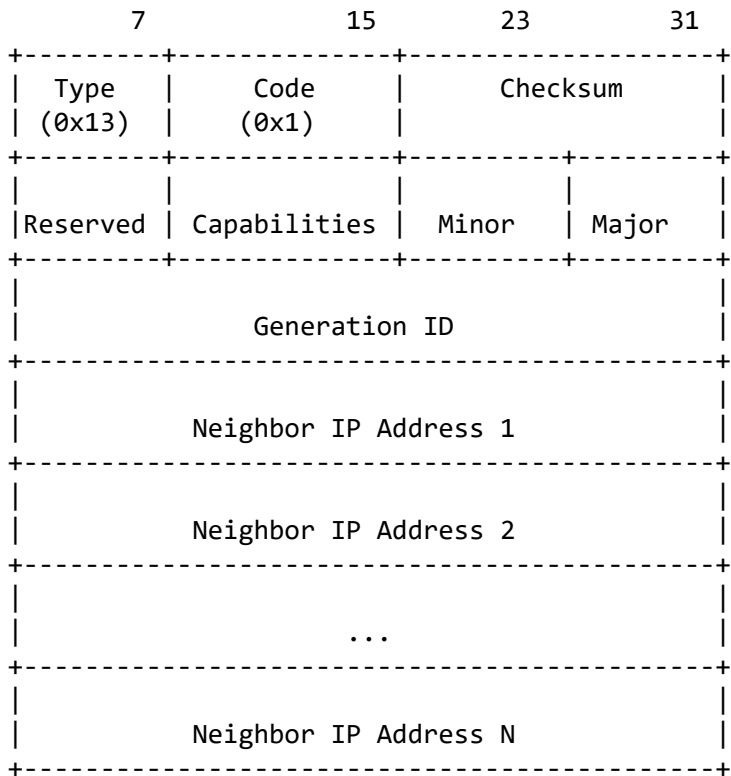 7 15 23 31
Type Code Checksum
(0x13) (0x1)
Reserved Capabilities Minor Major
Generation ID
Neighbor IP Address 1
Neighbor IP Address 2
...
Neighbor IP Address N